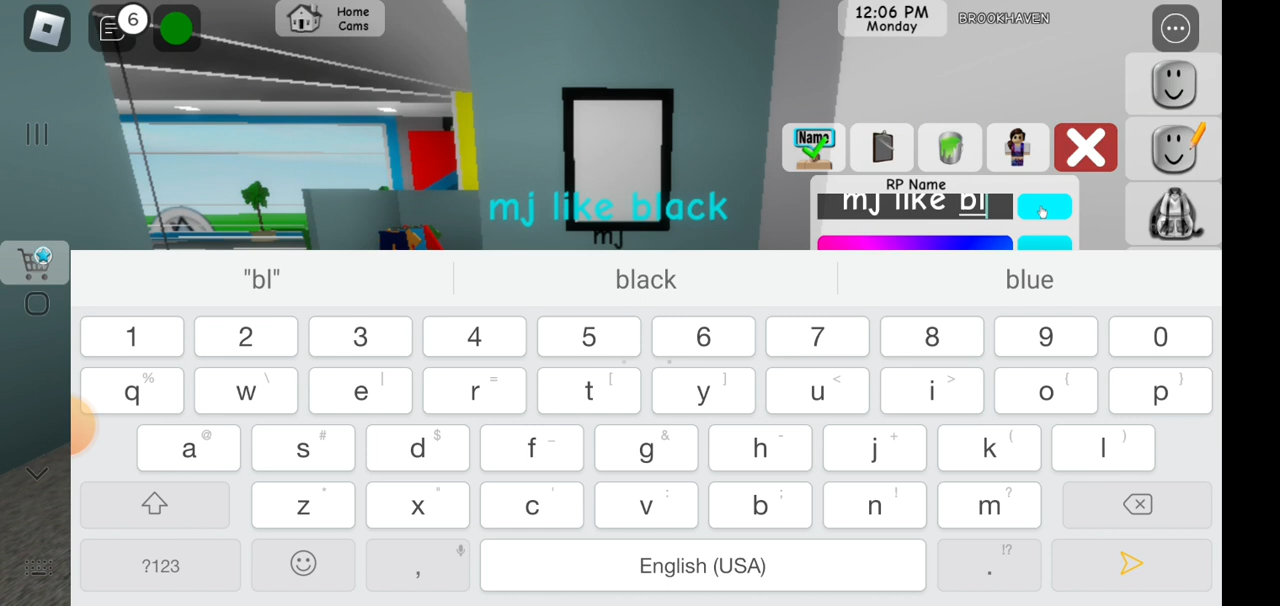 6
Home
Cams
12:06 PM
Monday
BROOKHAVEN
Name
RP Name
mj like bl
mj like black
mj
"bl" black blue
1 2 3 4 5 6 7 8 9 0
q % w \ e | r = t [ y ] u < i > o { p }
a @ s # d $ f _ g & h - j + k ( l )
z * x " c ' v : b ; n ! m ?
?123 , English (USA) . !?